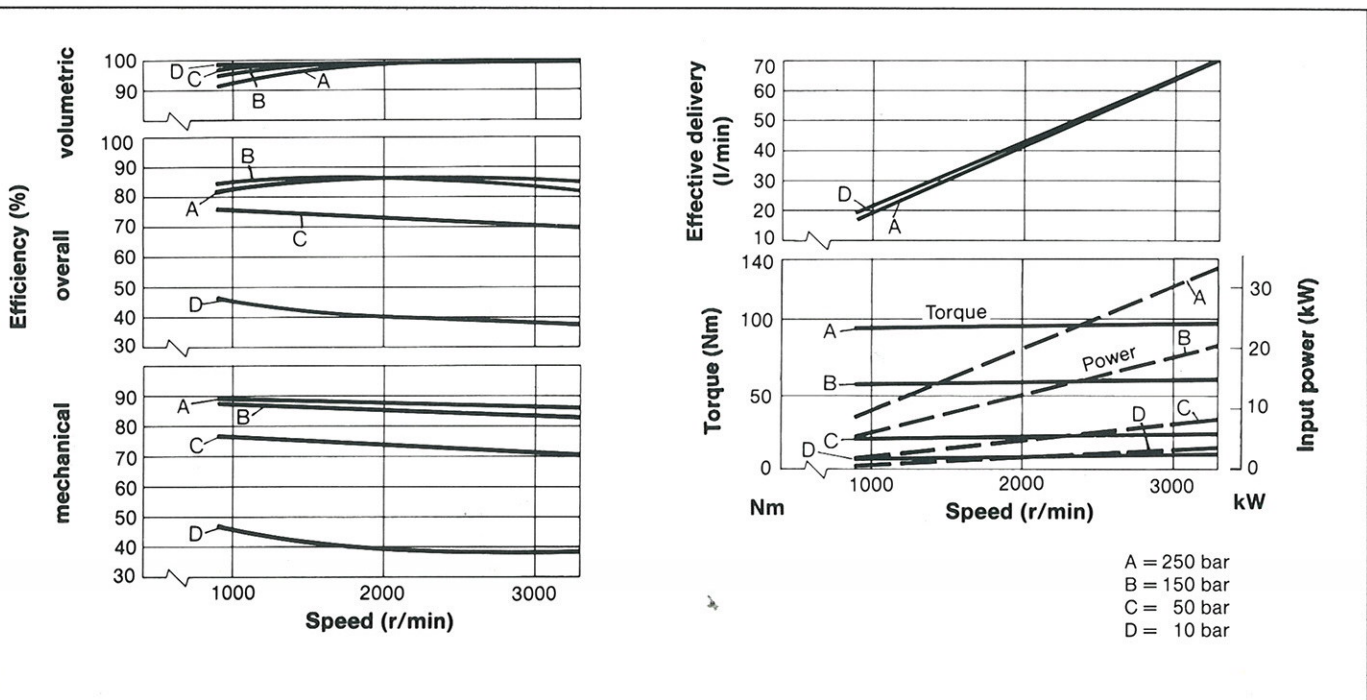 Efficiency (%)
volumetric
100
90
D
C
B
A
overall
100
90
80
70
60
50
40
30
B
A
C
D
mechanical
90
80
70
60
50
40
30
A
B
C
D
1000 2000 3000
Speed (r/min)
Effective delivery
(l/min)
70
60
50
40
30
20
10
D
A
Torque (Nm)
140
100
50
0
A
B
C
D
Torque
Power
A
B
C
D
30
20
10
0
Input power (kW)
1000 2000 3000
Nm
Speed (r/min)
kW
A = 250 bar
B = 150 bar
C = 50 bar
D = 10 bar